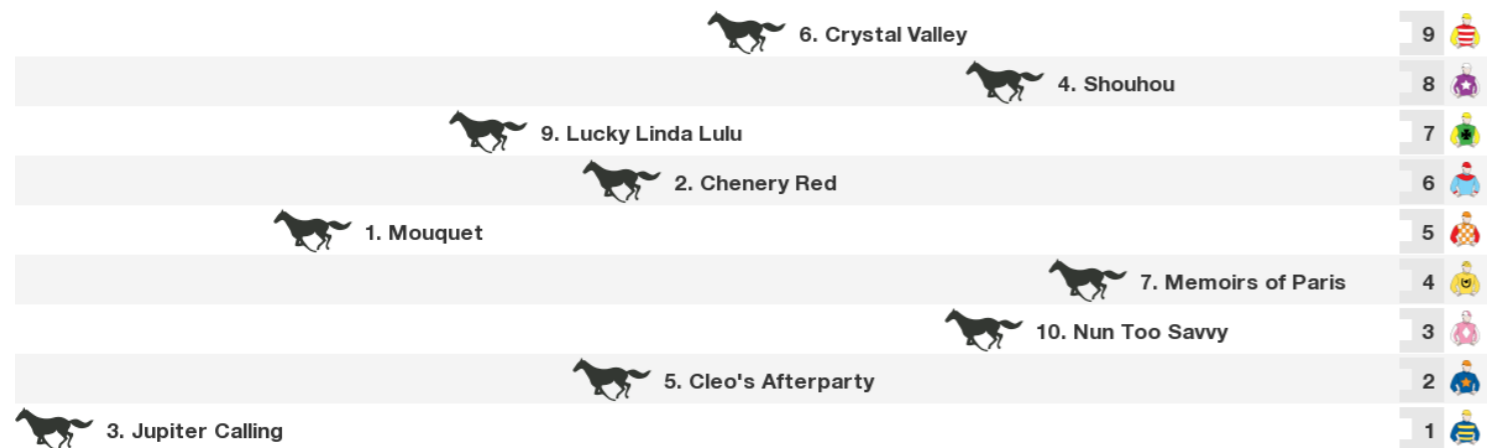 6. Crystal Valley 9
4. Shouhou 8
9. Lucky Linda Lulu 7
2. Chenery Red 6
1. Mouquet 5
7. Memoirs of Paris 4
10. Nun Too Savvy 3
5. Cleo's Afterparty 2
3. Jupiter Calling 1